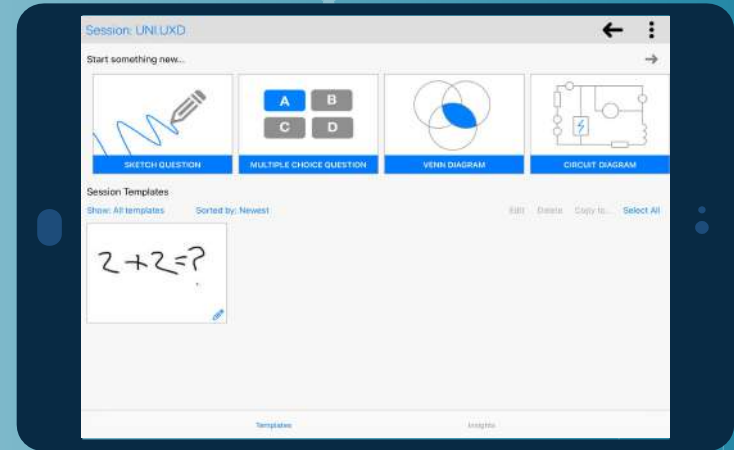 Session: UNI.UXD
Start something new...
A B
C D
SKETCH QUESTION MULTIPLE CHOICE QUESTION VENN DIAGRAM CIRCUIT DIAGRAM
Session Templates
Show: All templates Sorted by: Newest Edit Delete Copy to... Select All
2+2=?
Templates Insights